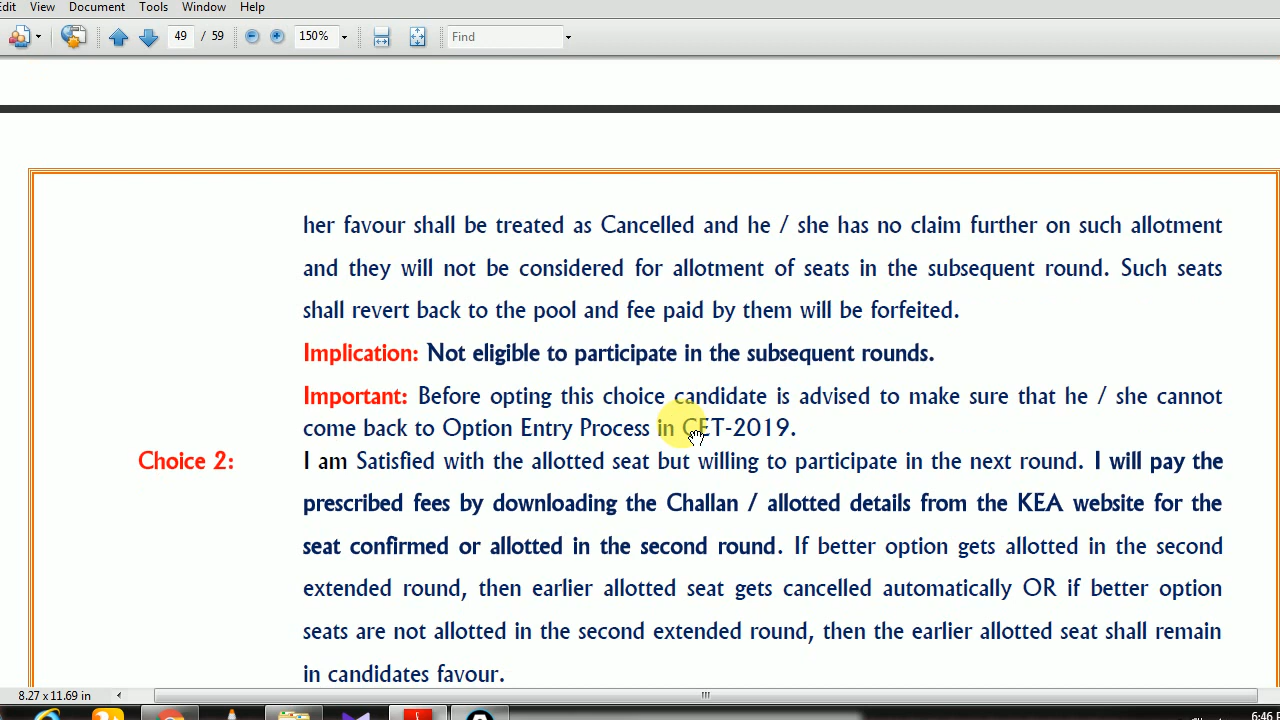 Edit View Document Tools Window Help
49 / 59 150% Find
her favour shall be treated as Cancelled and he / she has no claim further on such allotment
and they will not be considered for allotment of seats in the subsequent round. Such seats
shall revert back to the pool and fee paid by them will be forfeited.
Implication: Not eligible to participate in the subsequent rounds.
Important: Before opting this choice candidate is advised to make sure that he / she cannot
come back to Option Entry Process in CET-2019.
Choice 2: I am Satisfied with the allotted seat but willing to participate in the next round. I will pay the
prescribed fees by downloading the Challan / allotted details from the KEA website for the
seat confirmed or allotted in the second round. If better option gets allotted in the second
extended round, then earlier allotted seat gets cancelled automatically OR if better option
seats are not allotted in the second extended round, then the earlier allotted seat shall remain
in candidates favour.
8.27 x 11.69 in
6:46